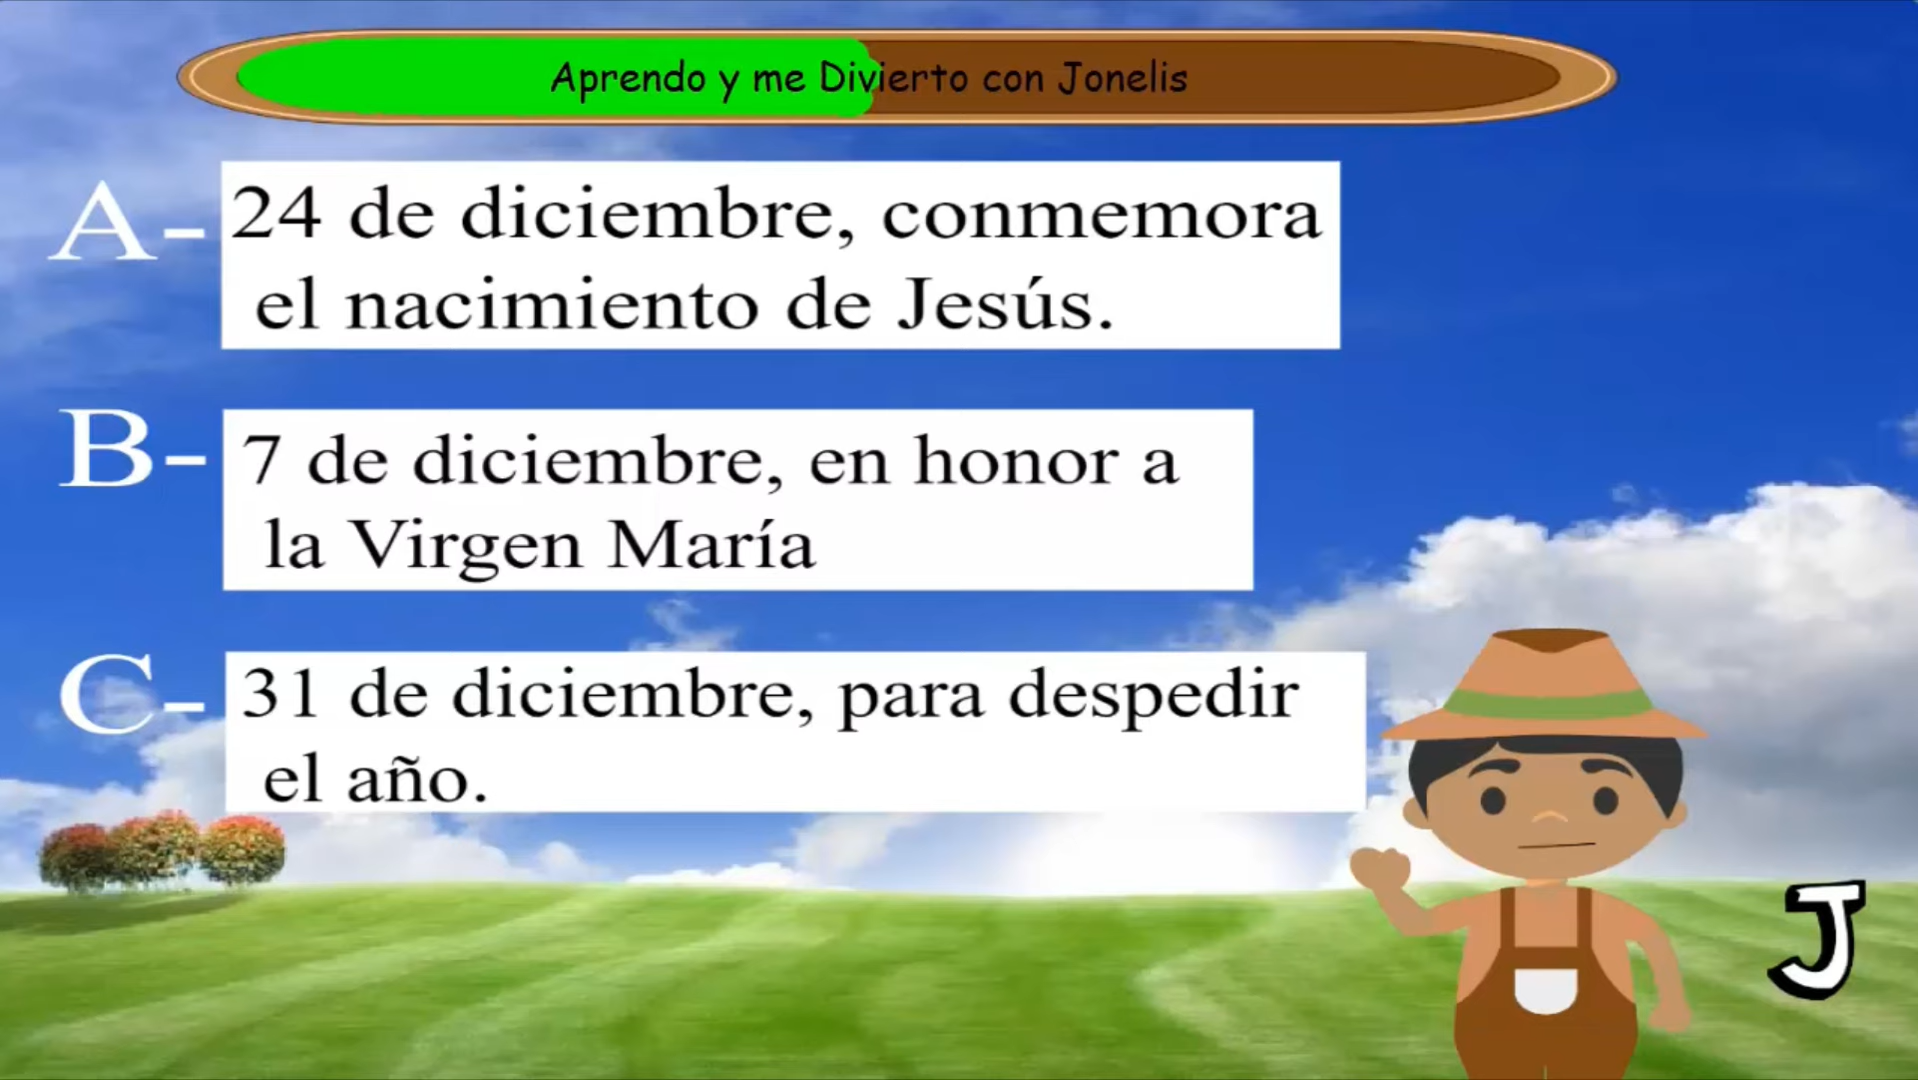 Aprendo y me Divierto con Jonelis
A- 24 de diciembre, conmemora
el nacimiento de Jesús.
B- 7 de diciembre, en honor a
la Virgen María
C- 31 de diciembre, para despedir
el año.
J